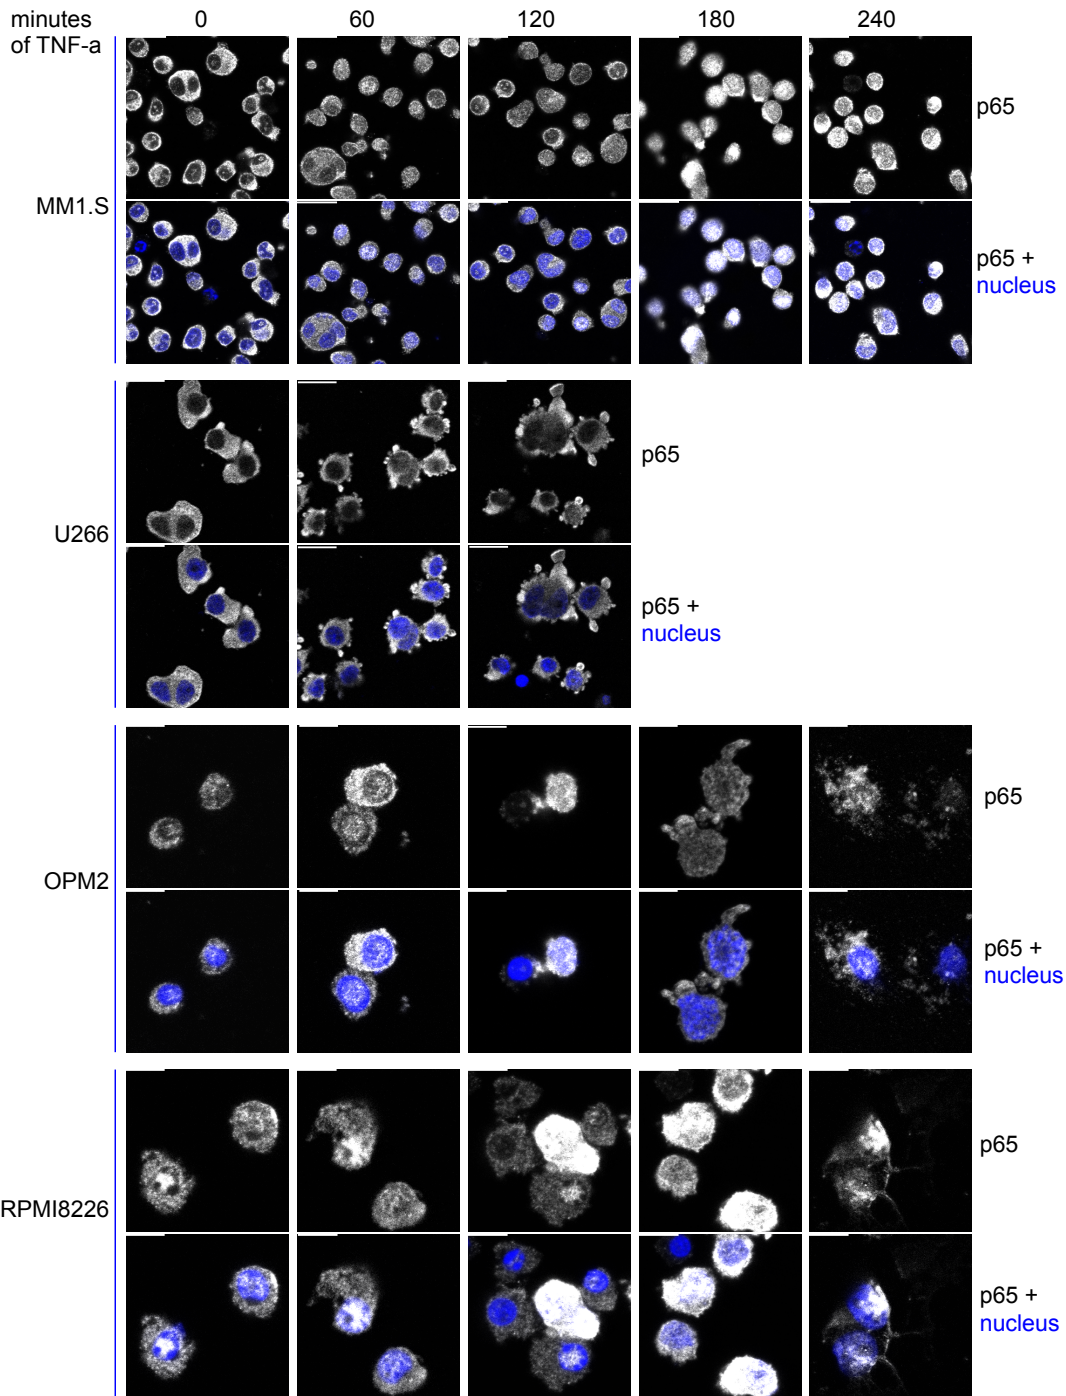 minutes 0 60 120 180 240
of TNF-a
p65
MM1.S
p65 +
nucleus
p65
U266
p65 +
nucleus
p65
OPM2
p65 +
nucleus
p65
RPMI8226
p65 +
nucleus